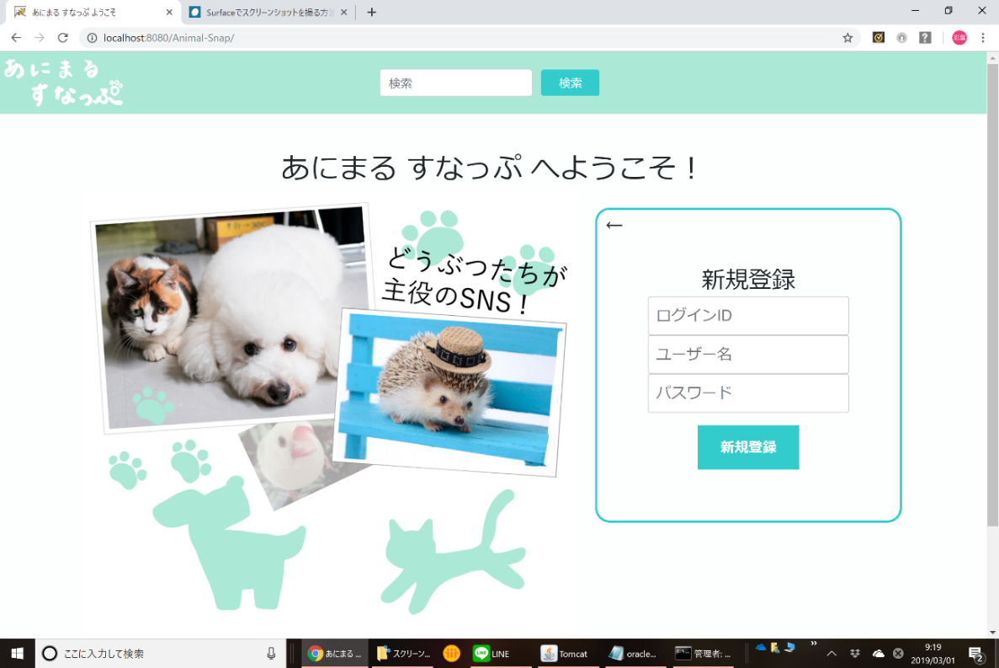 あにまる すなっぷ ようこそ
Surfaceでスクリーンショットを撮る方
localhost:8080/Animal-Snap/
彩葉
あにまる
すなっぷ
検索
検索
あにまる すなっぷ へようこそ！
どうぶつたちが
主役のSNS！
←
新規登録
ログインID
ユーザー名
パスワード
新規登録
ここに入力して検索
あにまる ...
スクリーン...
LINE
Tomcat
oracle...
管理者: ...
9:19
2019/03/01
2